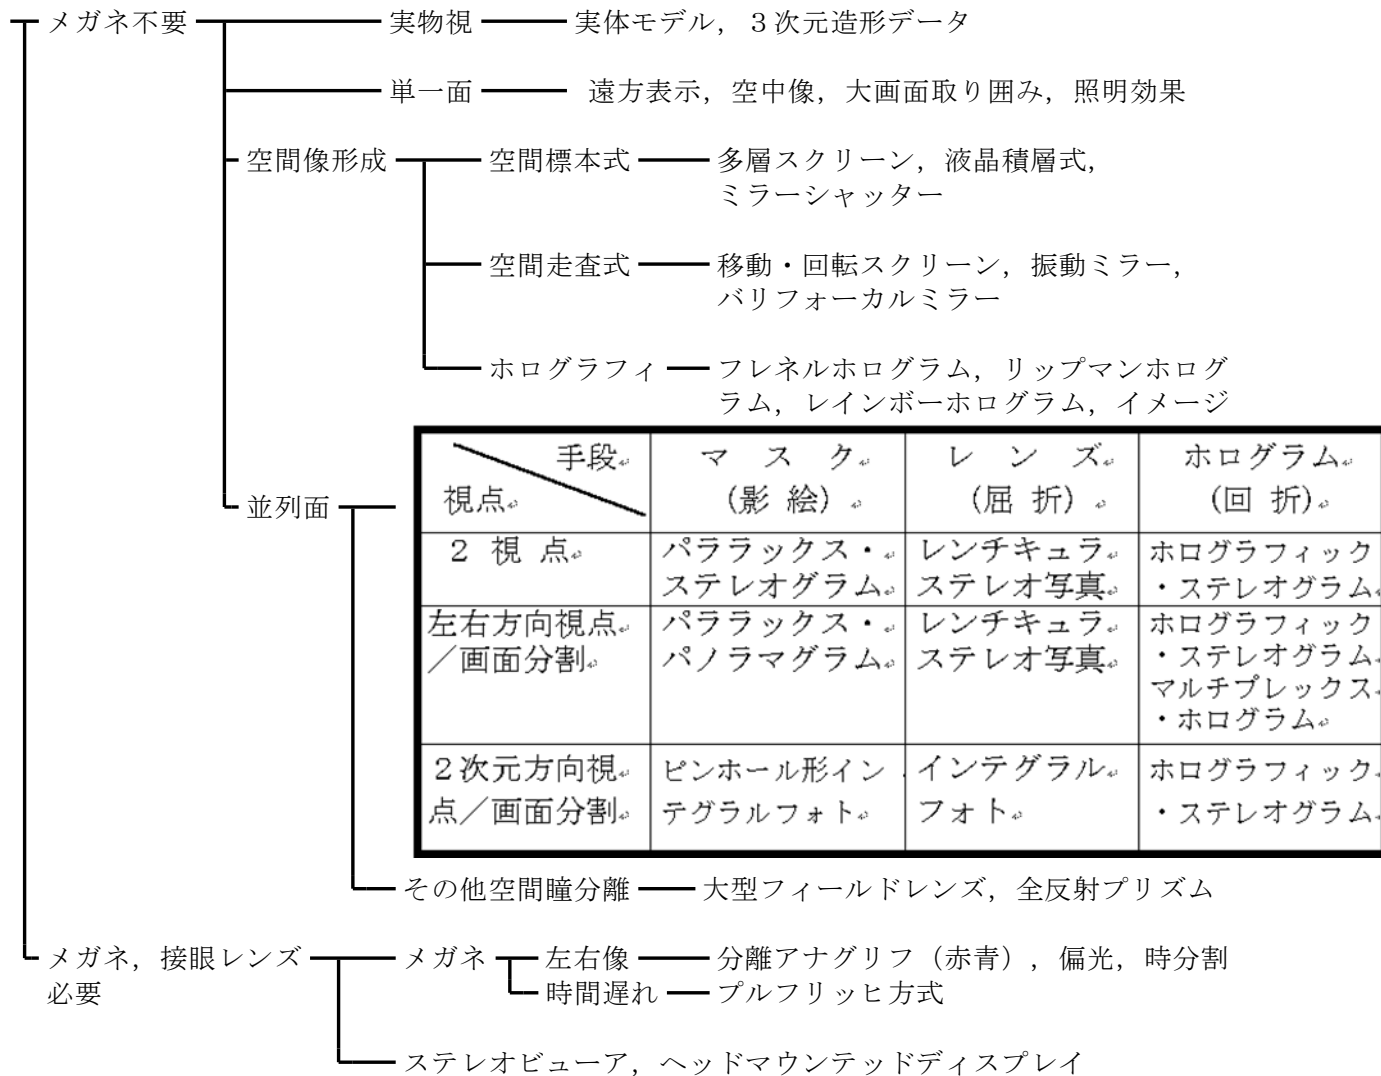 メガネ不要 実物視 実体モデル，３次元造形データ
単一面 遠方表示，空中像，大画面取り囲み，照明効果
空間像形成 空間標本式 多層スクリーン，液晶積層式，
ミラーシャッター
空間走査式 移動・回転スクリーン，振動ミラー，
バリフォーカルミラー
ホログラフィ フレネルホログラム，リップマンホログ
ラム，レインボーホログラム，イメージ
並列面
手段 マスク レンズ ホログラム
視点 （影絵） （屈折） （回折）
２視点 パララックス・ レンチキュラ ホログラフィック
ステレオグラム ステレオ写真 ・ステレオグラム
左右方向視点 パララックス・ レンチキュラ ホログラフィック
／画面分割 パノラマグラム ステレオ写真 ・ステレオグラム
マルチプレックス
・ホログラム
２次元方向視 ピンホール形イン インテグラル ホログラフィック
点／画面分割 テグラルフォト フォト ・ステレオグラム
その他空間瞳分離 大型フィールドレンズ，全反射プリズム
メガネ，接眼レンズ メガネ 左右像 分離アナグリフ（赤青），偏光，時分割
必要 時間遅れ プルフリッヒ方式
ステレオビューア，ヘッドマウンテッドディスプレイ